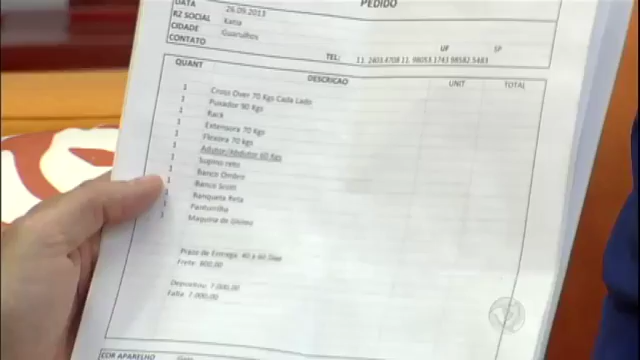 PEDIDO
DATA 26.09.2013
RZ SOCIAL Katia
CIDADE Guarulhos UF SP
CONTATO TEL: 11 2403.4708 11. 98053.1743 98582.5483
QUANT DESCRICAO UNIT TOTAL
1 Cross Over 70 Kgs Cada Lado
1 Puxador 90 Kgs
1 Rack
1 Extensora 70 Kgs
1 Flexora 70 kgs
1 Adutor/Abdutor 60 Kgs
1 Supino reto
1 Banco Ombro
1 Banco Scott
1 Banqueta Reta
1 Panturrilha
1 Maquina de Gluteo
Prazo de Entrega 40 a 60 Dias
Frete 900,00
Depositou 7.000,00
Falta 7.000,00
COR APARELHO